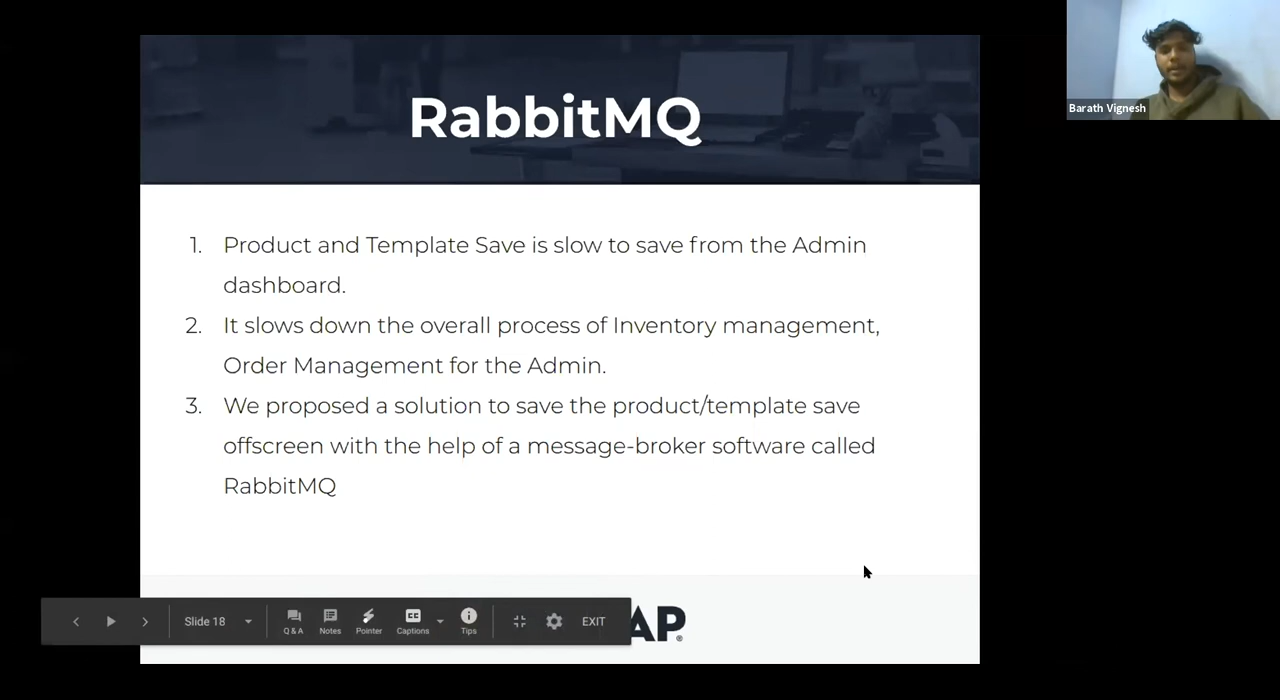 RabbitMQ
Barath Vignesh
1. Product and Template Save is slow to save from the Admin
dashboard.
2. It slows down the overall process of Inventory management,
Order Management for the Admin.
3. We proposed a solution to save the product/template save
offscreen with the help of a message-broker software called
RabbitMQ
AP®
Slide 18
Q & A
Notes
Pointer
CC
Captions
Tips
EXIT